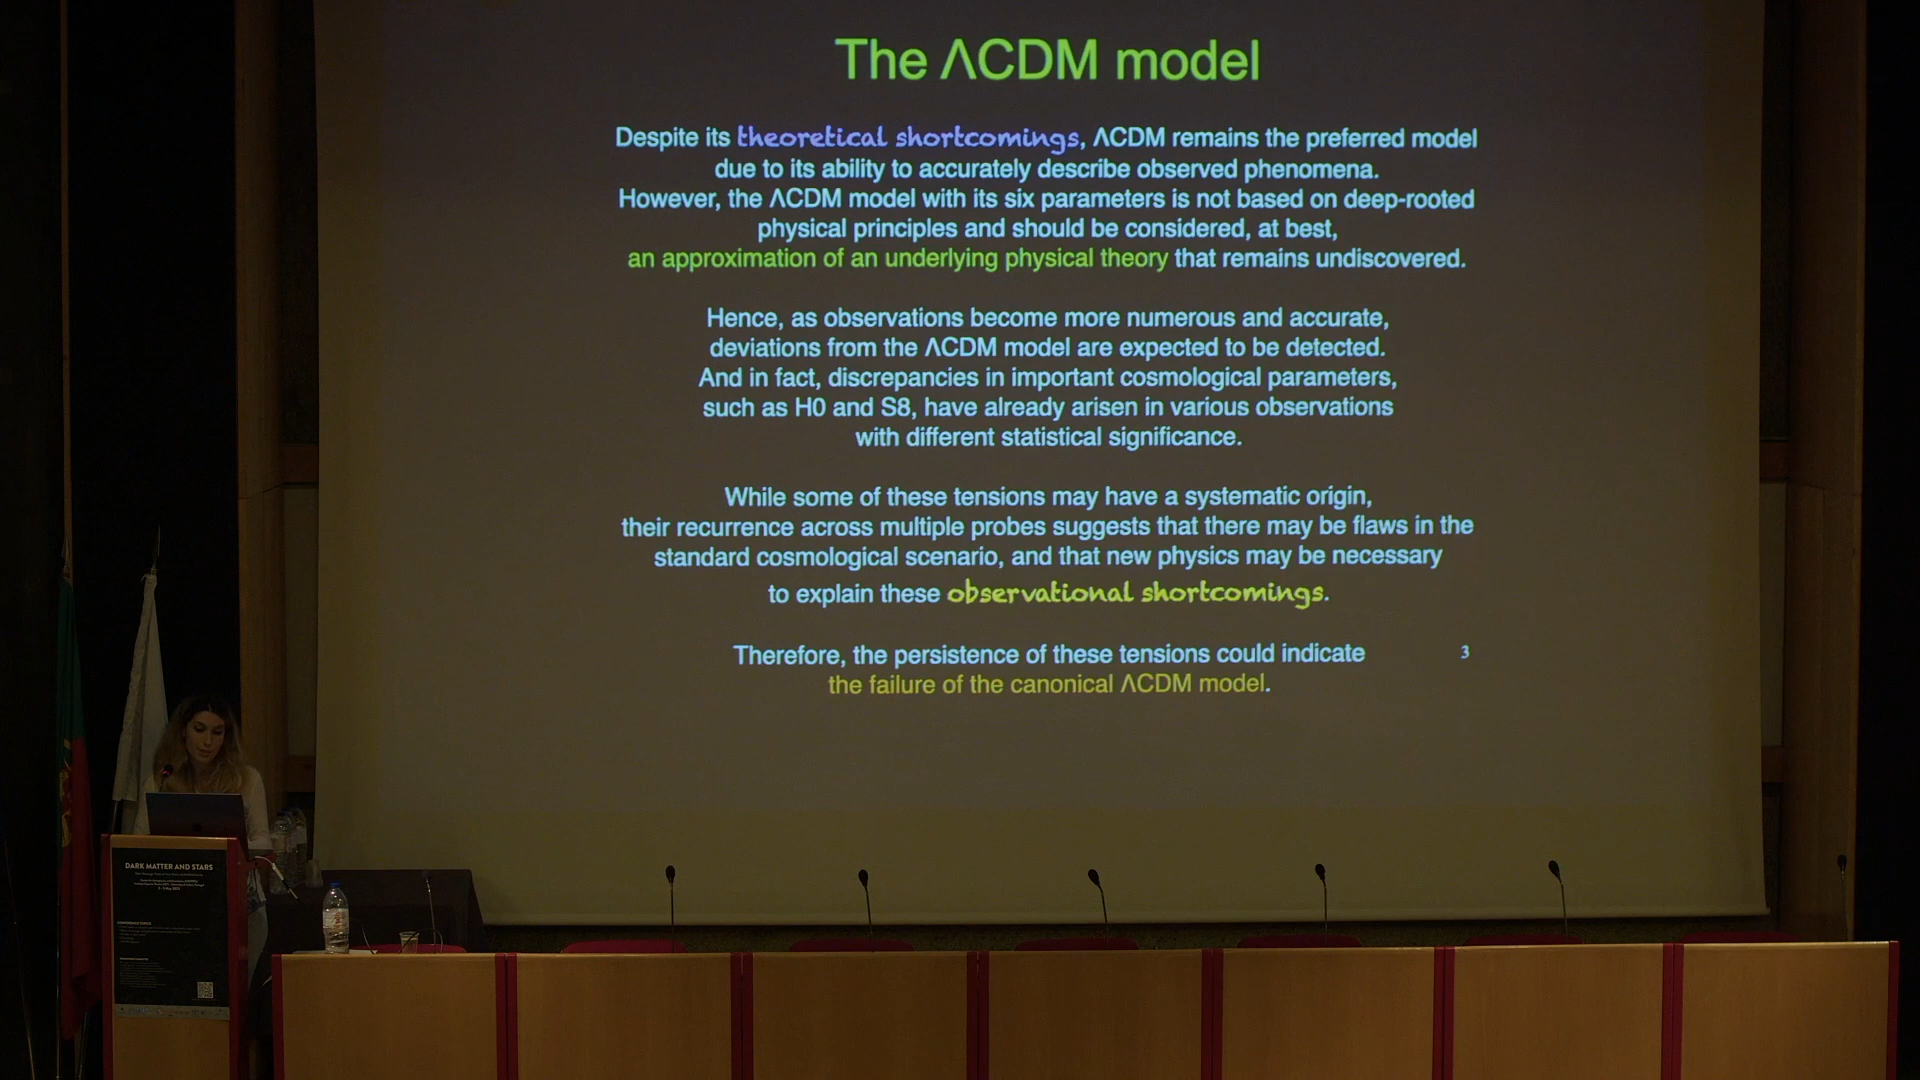 The ΛCDM model
Despite its theoretical shortcomings, ΛCDM remains the preferred model
due to its ability to accurately describe observed phenomena.
However, the ΛCDM model with its six parameters is not based on deep-rooted
physical principles and should be considered, at best,
an approximation of an underlying physical theory that remains undiscovered.
Hence, as observations become more numerous and accurate,
deviations from the ΛCDM model are expected to be detected.
And in fact, discrepancies in important cosmological parameters,
such as H0 and S8, have already arisen in various observations
with different statistical significance.
While some of these tensions may have a systematic origin,
their recurrence across multiple probes suggests that there may be flaws in the
standard cosmological scenario, and that new physics may be necessary
to explain these observational shortcomings.
Therefore, the persistence of these tensions could indicate
3
the failure of the canonical ΛCDM model.
DARK MATTER AND STARS
CONFERENCE TOPICS